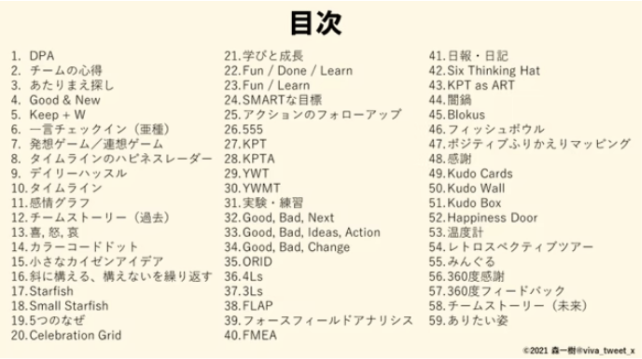 目次
1. DPA
2. チームの心得
3. あたりまえ探し
4. Good & New
5. Keep + W
6. 一言チェックイン（亜種）
7. 発想ゲーム／連想ゲーム
8. タイムラインのハピネスレーダー
9. デイリーハッスル
10. タイムライン
11. 感情グラフ
12. チームストーリー（過去）
13. 喜, 怒, 哀
14. カラーコードドット
15. 小さなカイゼンアイデア
16. 斜に構える、構えないを繰り返す
17. Starfish
18. Small Starfish
19. 5つのなぜ
20. Celebration Grid
21. 学びと成長
22. Fun / Done / Learn
23. Fun / Learn
24. SMARTな目標
25. アクションのフォローアップ
26. 555
27. KPT
28. KPTA
29. YWT
30. YWMT
31. 実験・練習
32. Good, Bad, Next
33. Good, Bad, Ideas, Action
34. Good, Bad, Change
35. ORID
36. 4Ls
37. 3Ls
38. FLAP
39. フォースフィールドアナリシス
40. FMEA
41. 日報・日記
42. Six Thinking Hat
43. KPT as ART
44. 闇鍋
45. Blokus
46. フィッシュボウル
47. ポジティブふりかえりマッピング
48. 感謝
49. Kudo Cards
50. Kudo Wall
51. Kudo Box
52. Happiness Door
53. 温度計
54. レトロスペクティブツアー
55. みんぐる
56. 360度感謝
57. 360度フィードバック
58. チームストーリー（未来）
59. ありたい姿
©2021 森一樹@viva_tweet_x